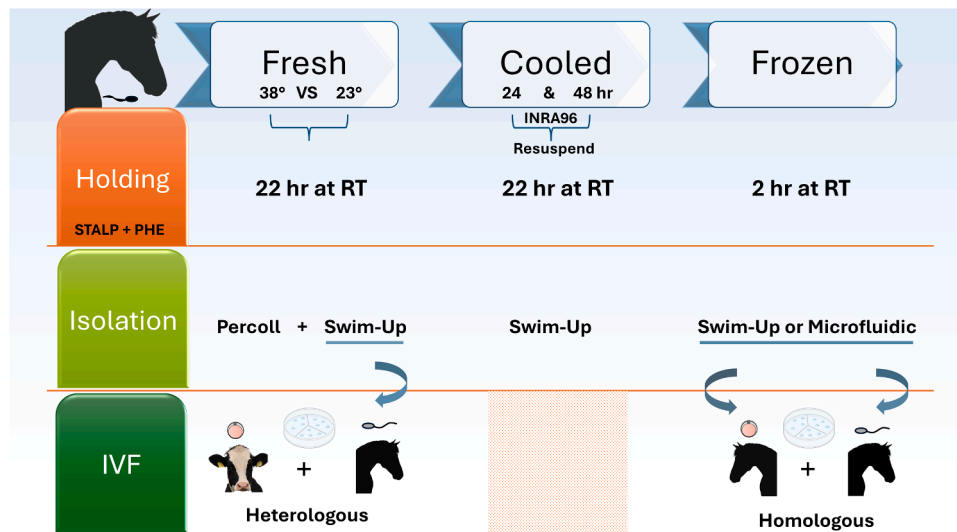 Fresh
38° VS 23°
Cooled
24 & 48 hr
INRA96
Resuspend
Frozen
Holding
STALP + PHE
22 hr at RT
22 hr at RT
2 hr at RT
Isolation
Percoll + Swim-Up
Swim-Up
Swim-Up or Microfluidic
IVF
+
Heterologous
+
Homologous